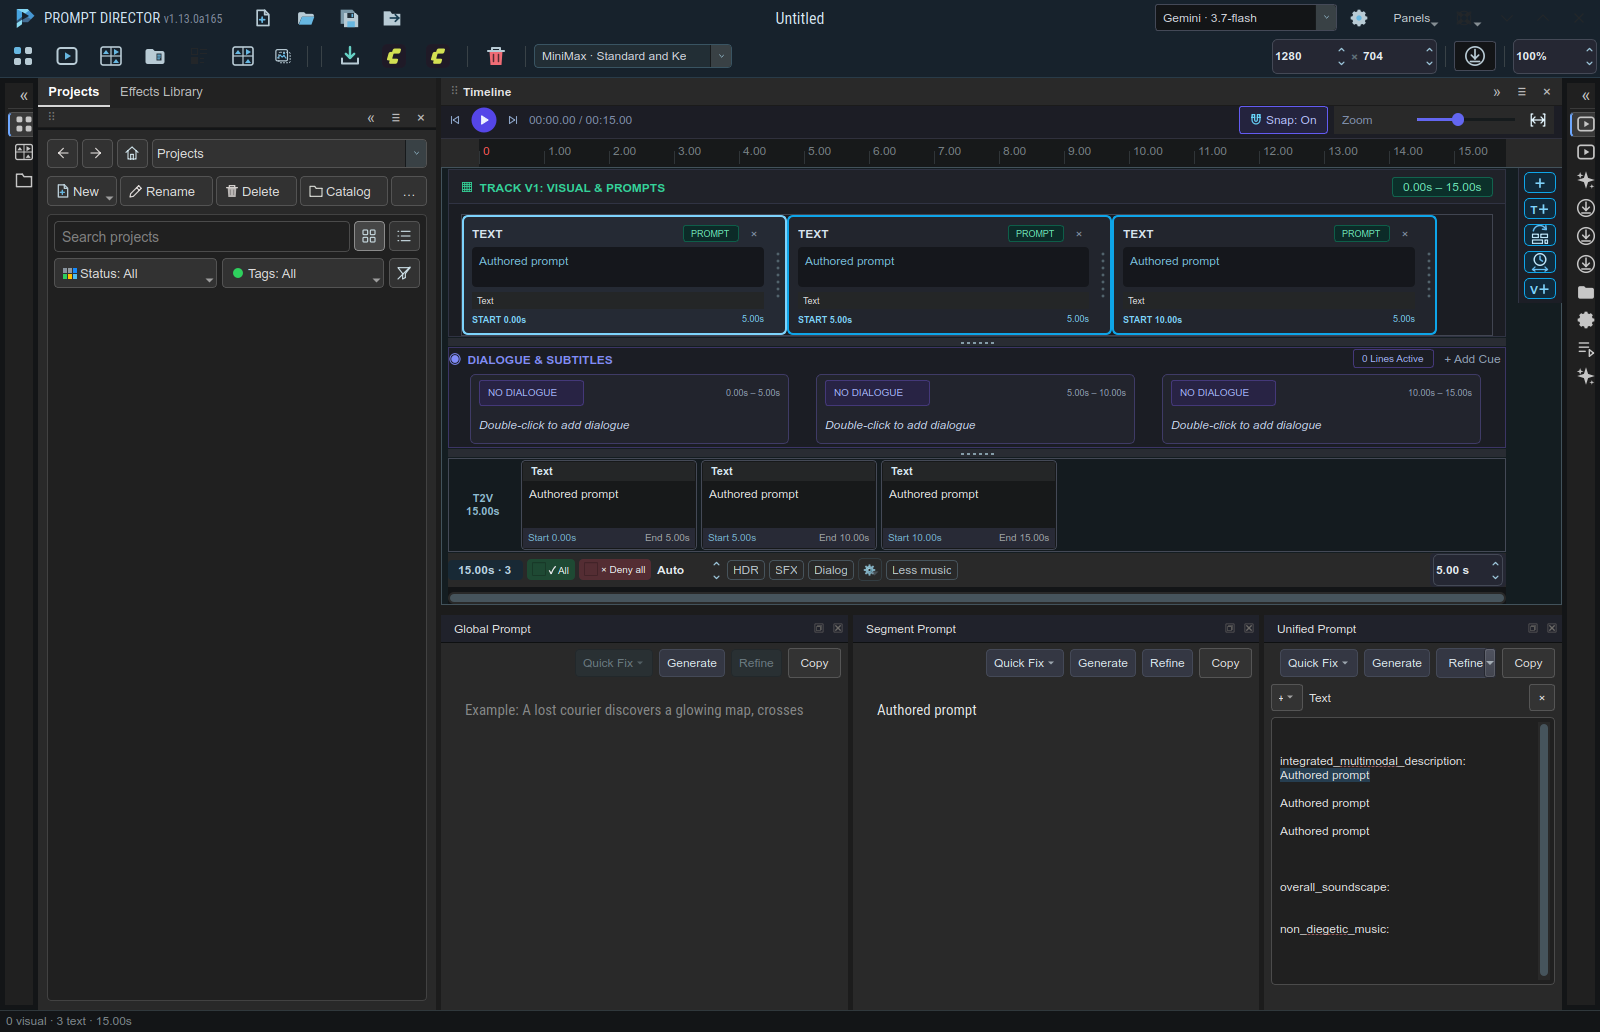 PROMPT DIRECTOR v1.13.0a165
Untitled
Gemini · 3.7-flash
Panels
MiniMax · Standard and Ke
1280 × 704
100%
Projects
Effects Library
Projects
New
Rename
Delete
Catalog
...
Search projects
Status: All
Tags: All
Timeline
00:00.00 / 00:15.00
Snap: On
Zoom
0 1.00 2.00 3.00 4.00 5.00 6.00 7.00 8.00 9.00 10.00 11.00 12.00 13.00 14.00 15.00
TRACK V1: VISUAL & PROMPTS
0.00s – 15.00s
TEXT PROMPT ×
Authored prompt
Text
START 0.00s 5.00s
TEXT PROMPT ×
Authored prompt
Text
START 5.00s 5.00s
TEXT PROMPT ×
Authored prompt
Text
START 10.00s 5.00s
T+
V+
DIALOGUE & SUBTITLES
0 Lines Active
+ Add Cue
NO DIALOGUE 0.00s – 5.00s
Double-click to add dialogue
NO DIALOGUE 5.00s – 10.00s
Double-click to add dialogue
NO DIALOGUE 10.00s – 15.00s
Double-click to add dialogue
T2V
15.00s
Text
Authored prompt
Start 0.00s End 5.00s
Text
Authored prompt
Start 5.00s End 10.00s
Text
Authored prompt
Start 10.00s End 15.00s
15.00s · 3
✓ All
× Deny all
Auto
HDR
SFX
Dialog
Less music
5.00 s
Global Prompt
Quick Fix
Generate
Refine
Copy
Example: A lost courier discovers a glowing map, crosses
Segment Prompt
Quick Fix
Generate
Refine
Copy
Authored prompt
Unified Prompt
Quick Fix
Generate
Refine
Copy
+
Text
×
integrated_multimodal_description:
Authored prompt
Authored prompt
Authored prompt
overall_soundscape:
non_diegetic_music:
0 visual · 3 text · 15.00s